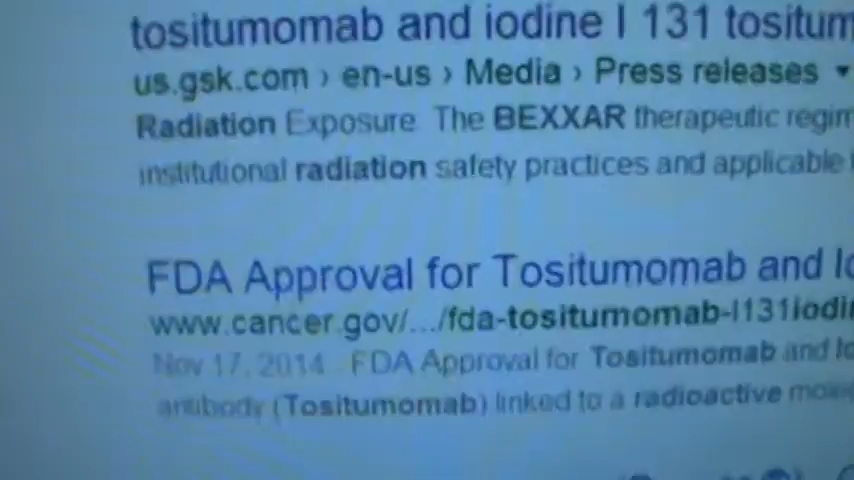 tositumomab and iodine I 131 tositum
us.gsk.com › en-us › Media › Press releases ▾
Radiation Exposure. The BEXXAR therapeutic regim
institutional radiation safety practices and applicable
FDA Approval for Tositumomab and Io
www.cancer.gov/.../fda-tositumomab-I131iodi
Nov 17, 2014 - FDA Approval for Tositumomab and Io
antibody (Tositumomab) linked to a radioactive